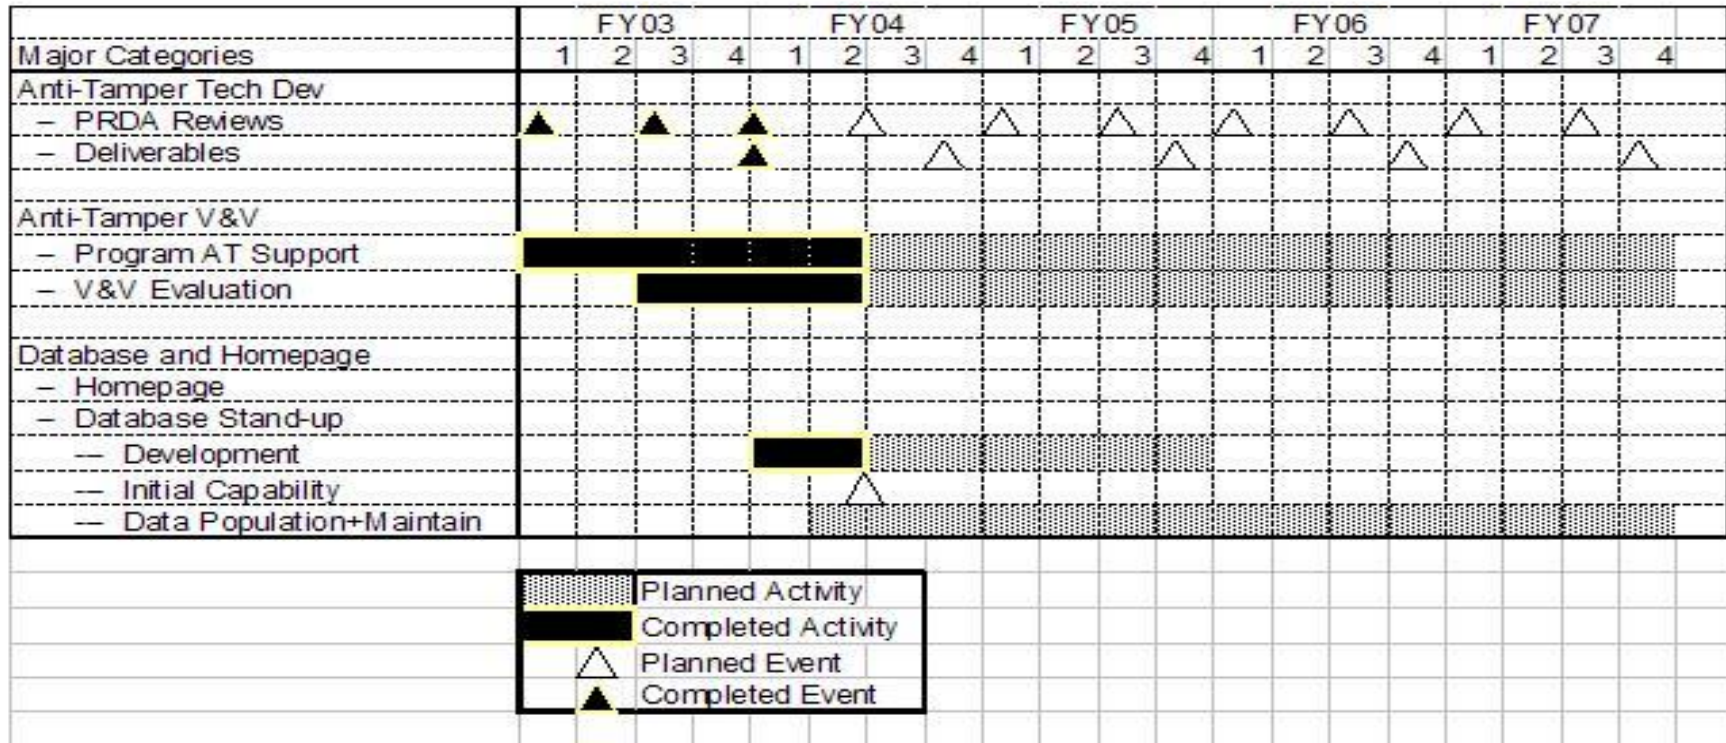 FY03 FY04 FY05 FY06 FY07
Major Categories 1 2 3 4 1 2 3 4 1 2 3 4 1 2 3 4 1 2 3 4
Anti-Tamper Tech Dev
– PRDA Reviews
– Deliverables
Anti-Tamper V&V
– Program AT Support
– V&V Evaluation
Database and Homepage
– Homepage
– Database Stand-up
--- Development
--- Initial Capability
--- Data Population+Maintain
Planned Activity
Completed Activity
Planned Event
Completed Event